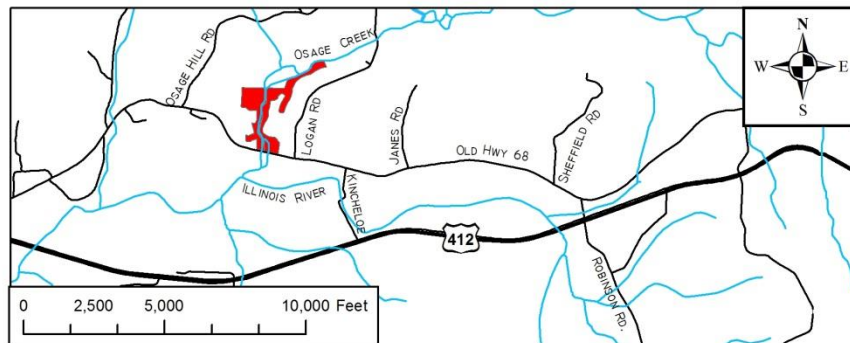 OSAGE HILL RD
OSAGE CREEK
N
W E
S
LOGAN RD
JANES RD
OLD HWY 68
SHEFFIELD RD
ILLINOIS RIVER
KINCHELOE
412
ROBINSON RD.
0 2,500 5,000 10,000 Feet